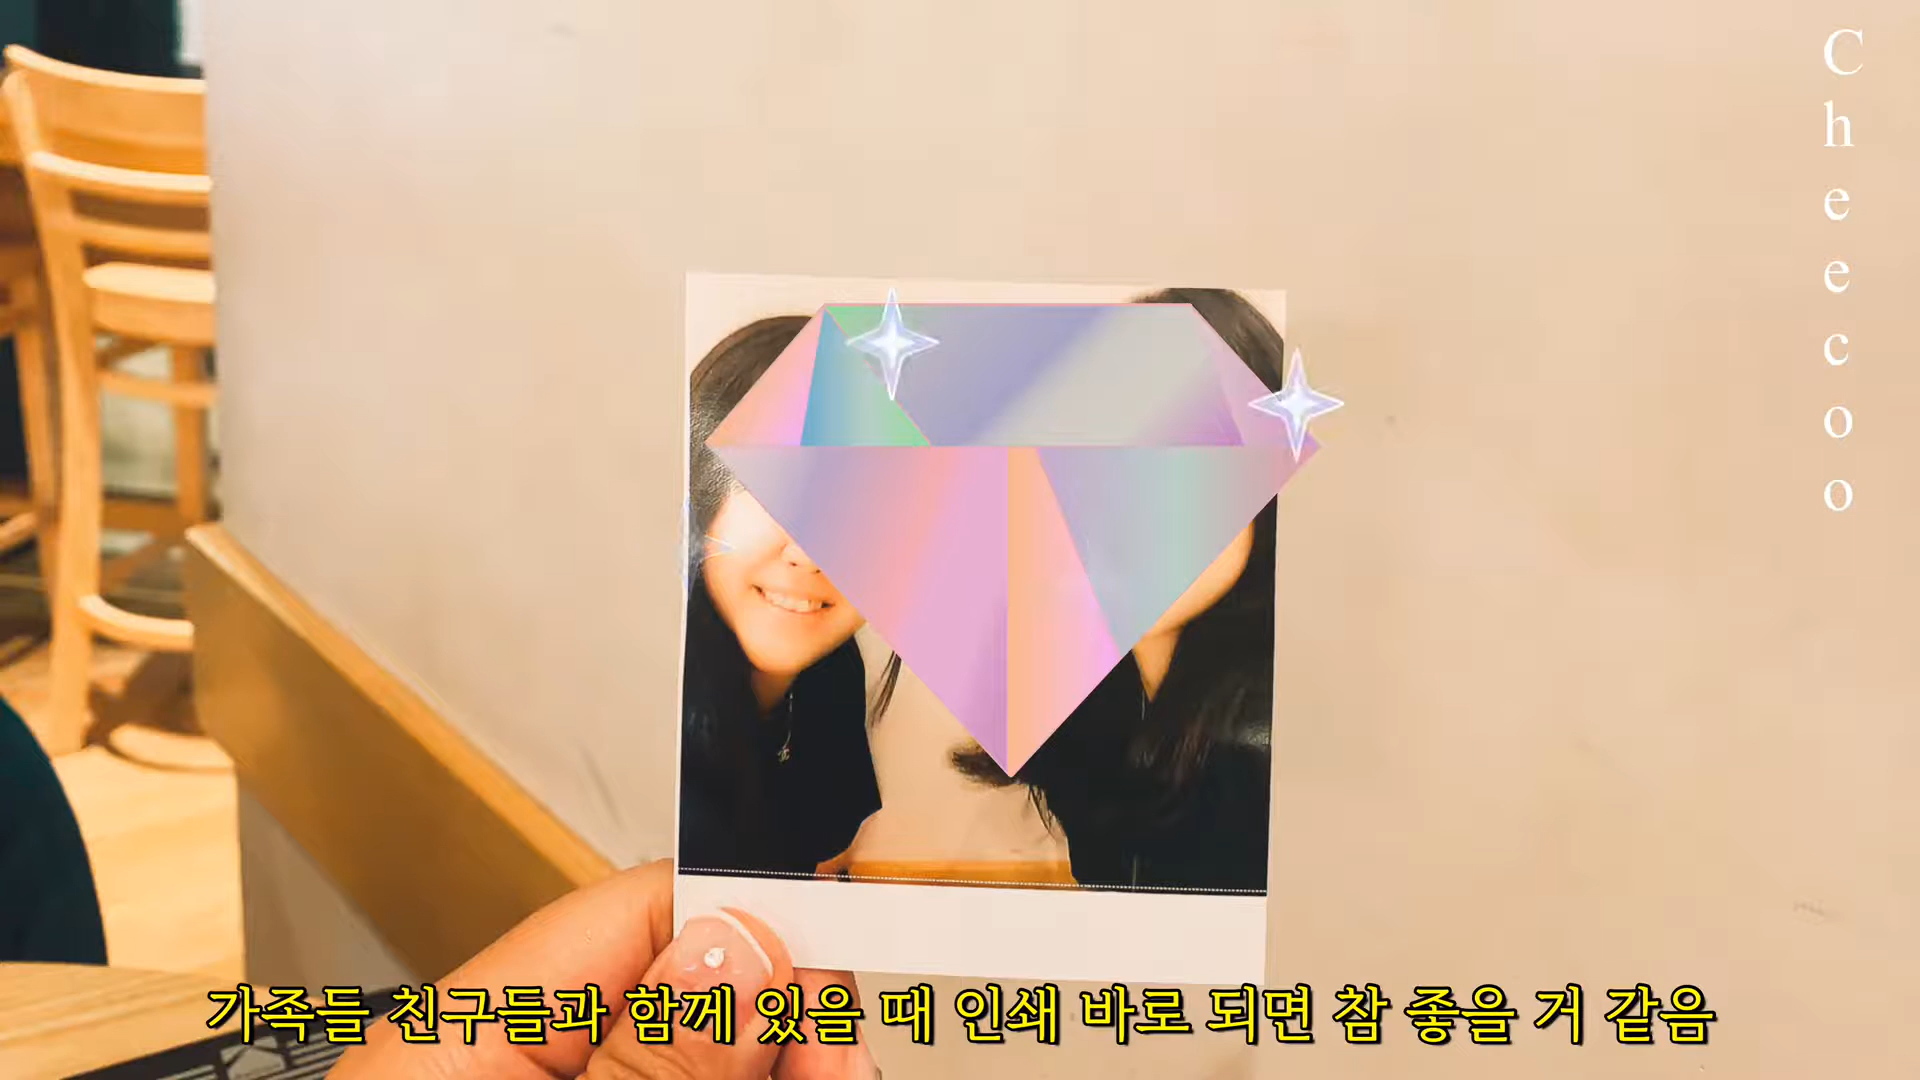 Cheecoo
가족들 친구들과 함께 있을 때 인쇄 바로 되면 참 좋을 거 같음